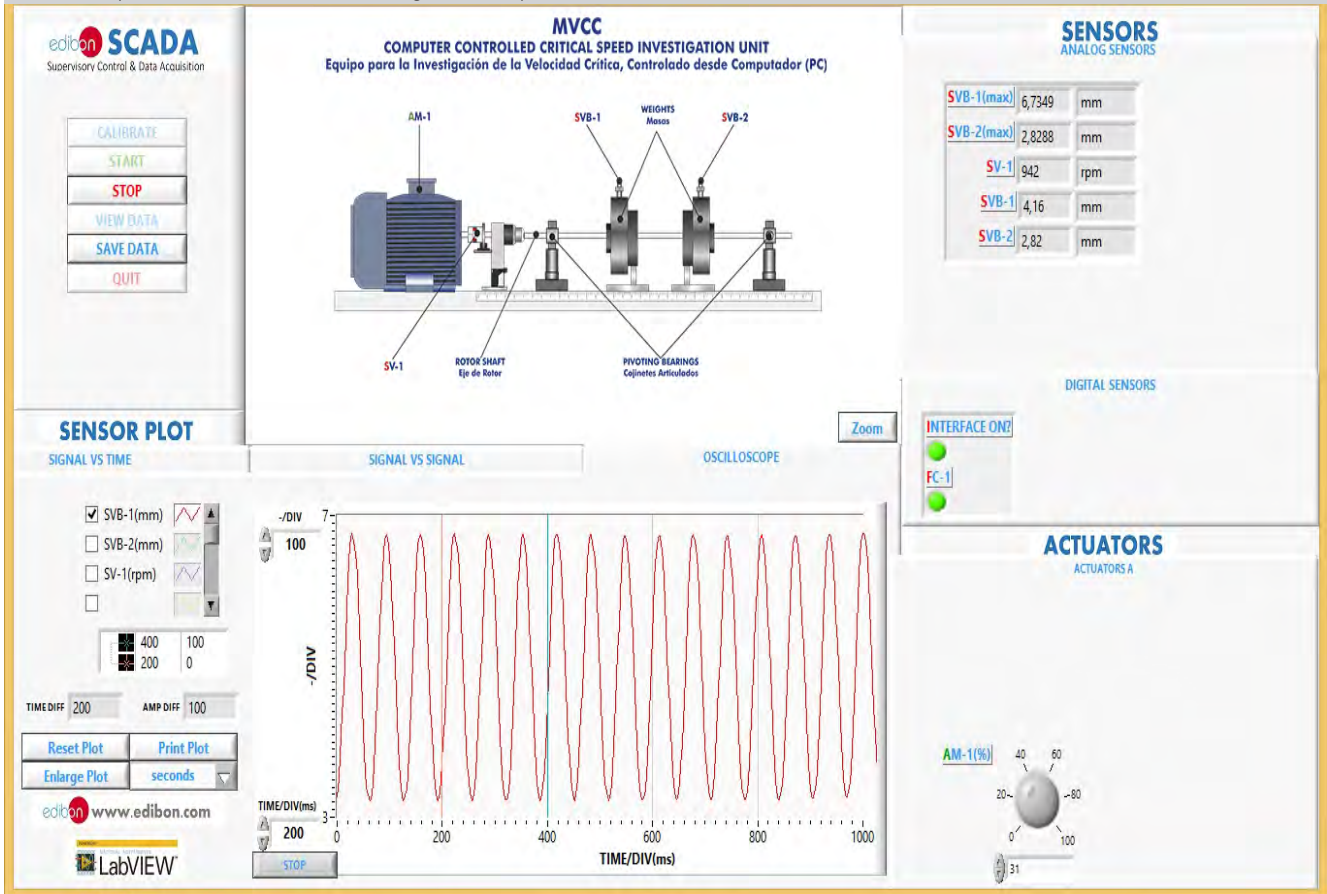 edibon SCADA
Supervisory Control & Data Acquisition
CALIBRATE
START
STOP
VIEW DATA
SAVE DATA
QUIT
MVCC
COMPUTER CONTROLLED CRITICAL SPEED INVESTIGATION UNIT
Equipo para la Investigación de la Velocidad Crítica, Controlado desde Computador (PC)
AM-1
SVB-1
WEIGHTS
Masas
SVB-2
SV-1
ROTOR SHAFT
Eje de Rotor
PIVOTING BEARINGS
Cojinetes Articulados
Zoom
SENSORS
ANALOG SENSORS
SVB-1(max) 6,7349 mm
SVB-2(max) 2,8288 mm
SV-1 942 rpm
SVB-1 4,16 mm
SVB-2 2,82 mm
DIGITAL SENSORS
INTERFACE ON?
FC-1
SENSOR PLOT
SIGNAL VS TIME
SIGNAL VS SIGNAL
OSCILLOSCOPE
SVB-1(mm)
SVB-2(mm)
SV-1(rpm)
400 100
200 0
TIME DIFF 200 AMP DIFF 100
Reset Plot Print Plot
Enlarge Plot seconds
edibon www.edibon.com
LabVIEW
-/DIV
100
7
-/DIV
3
TIME/DIV(ms)
200
STOP
0 200 400 600 800 1000
TIME/DIV(ms)
ACTUATORS
ACTUATORS A
AM-1(%)
40 60
20 80
0 100
31